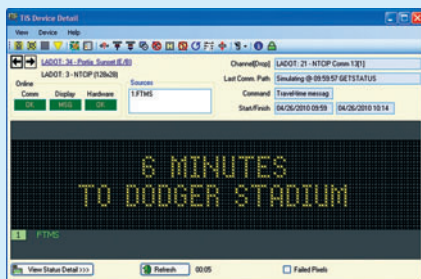 TIS Device Detail
View Device Help
LADOT: 34 - Portia Sunset (E/B)
LADOT: 3 - NTCIP (128x28)
Channel[Drop] LADOT: 21 - NTCIP Comm 13[1]
Last Comm. Path Simulating @ 09:59:57 GETSTATUS
Command Travel-time messag
Start/Finish 04/26/2010 09:59 04/26/2010 10:14
Online
Comm Display Hardware
OK MSG OK
Sources
1:FTMS
6 MINUTES
TO DODGER STADIUM
1 FTMS
View Status Detail >>>
Refresh
00:05
Failed Pixels